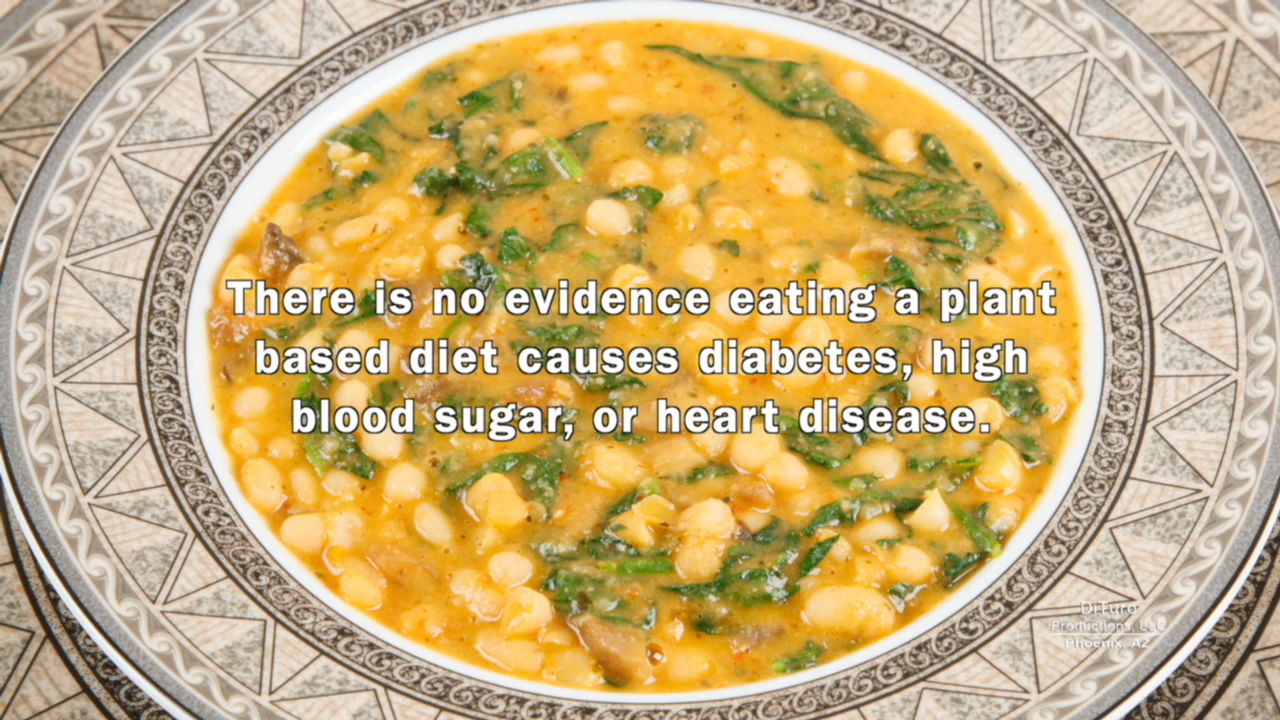 There is no evidence eating a plant
based diet causes diabetes, high
blood sugar, or heart disease.
DiTuro
Productions, LLC
Phoenix, AZ